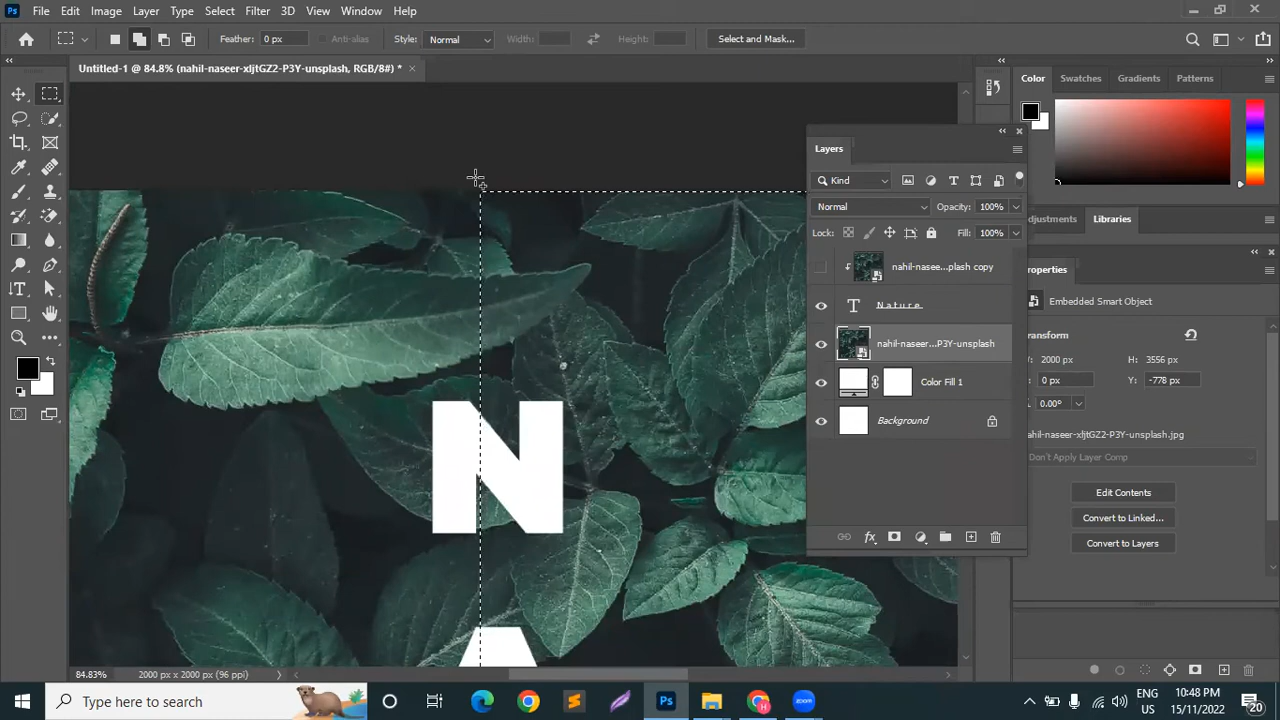 Ps File Edit Image Layer Type Select Filter 3D View Window Help
Feather: 0 px Anti-alias Style: Normal Width: Height: Select and Mask...
Untitled-1 @ 84.8% (nahil-naseer-xljtGZ2-P3Y-unsplash, RGB/8#) *
Color Swatches Gradients Patterns
Layers
Kind
Normal Opacity: 100%
Lock: Fill: 100%
nahil-nasee...plash copy
Nature
nahil-naseer...P3Y-unsplash
Color Fill 1
Background
fx
djustments Libraries
roperties
Embedded Smart Object
ransform
W: 2000 px H: 3556 px
0 px Y: -778 px
0.00°
ahil-naseer-xljtGZ2-P3Y-unsplash.jpg
Don't Apply Layer Comp
Edit Contents
Convert to Linked...
Convert to Layers
N
84.83% 2000 px x 2000 px (96 ppi)
Type here to search
Ps
zoom
ENG
US
10:48 PM
15/11/2022
20